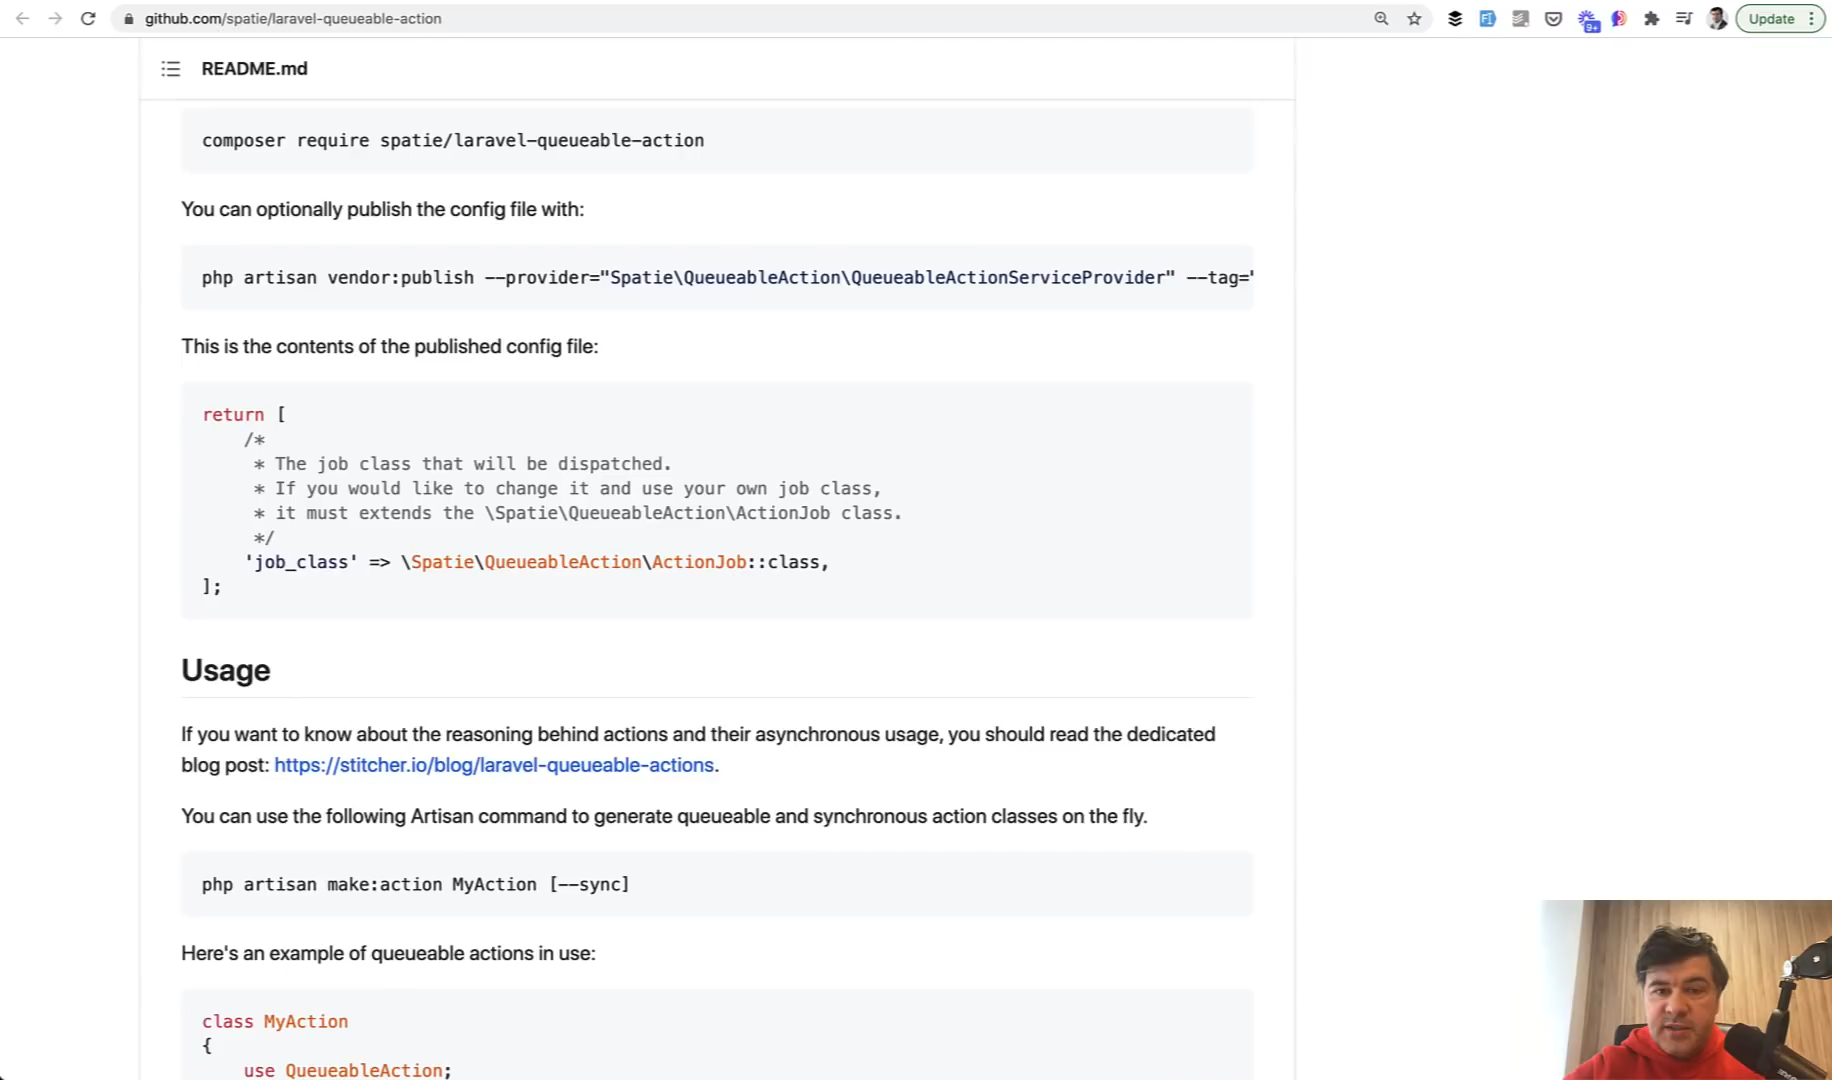 github.com/spatie/laravel-queueable-action
Update
README.md
composer require spatie/laravel-queueable-action
You can optionally publish the config file with:
php artisan vendor:publish --provider="Spatie\QueueableAction\QueueableActionServiceProvider" --tag="
This is the contents of the published config file:
return [
/*
* The job class that will be dispatched.
* If you would like to change it and use your own job class,
* it must extends the \Spatie\QueueableAction\ActionJob class.
*/
'job_class' => \Spatie\QueueableAction\ActionJob::class,
];
Usage
If you want to know about the reasoning behind actions and their asynchronous usage, you should read the dedicated
blog post: https://stitcher.io/blog/laravel-queueable-actions.
You can use the following Artisan command to generate queueable and synchronous action classes on the fly.
php artisan make:action MyAction [--sync]
Here's an example of queueable actions in use:
class MyAction
{
use QueueableAction;